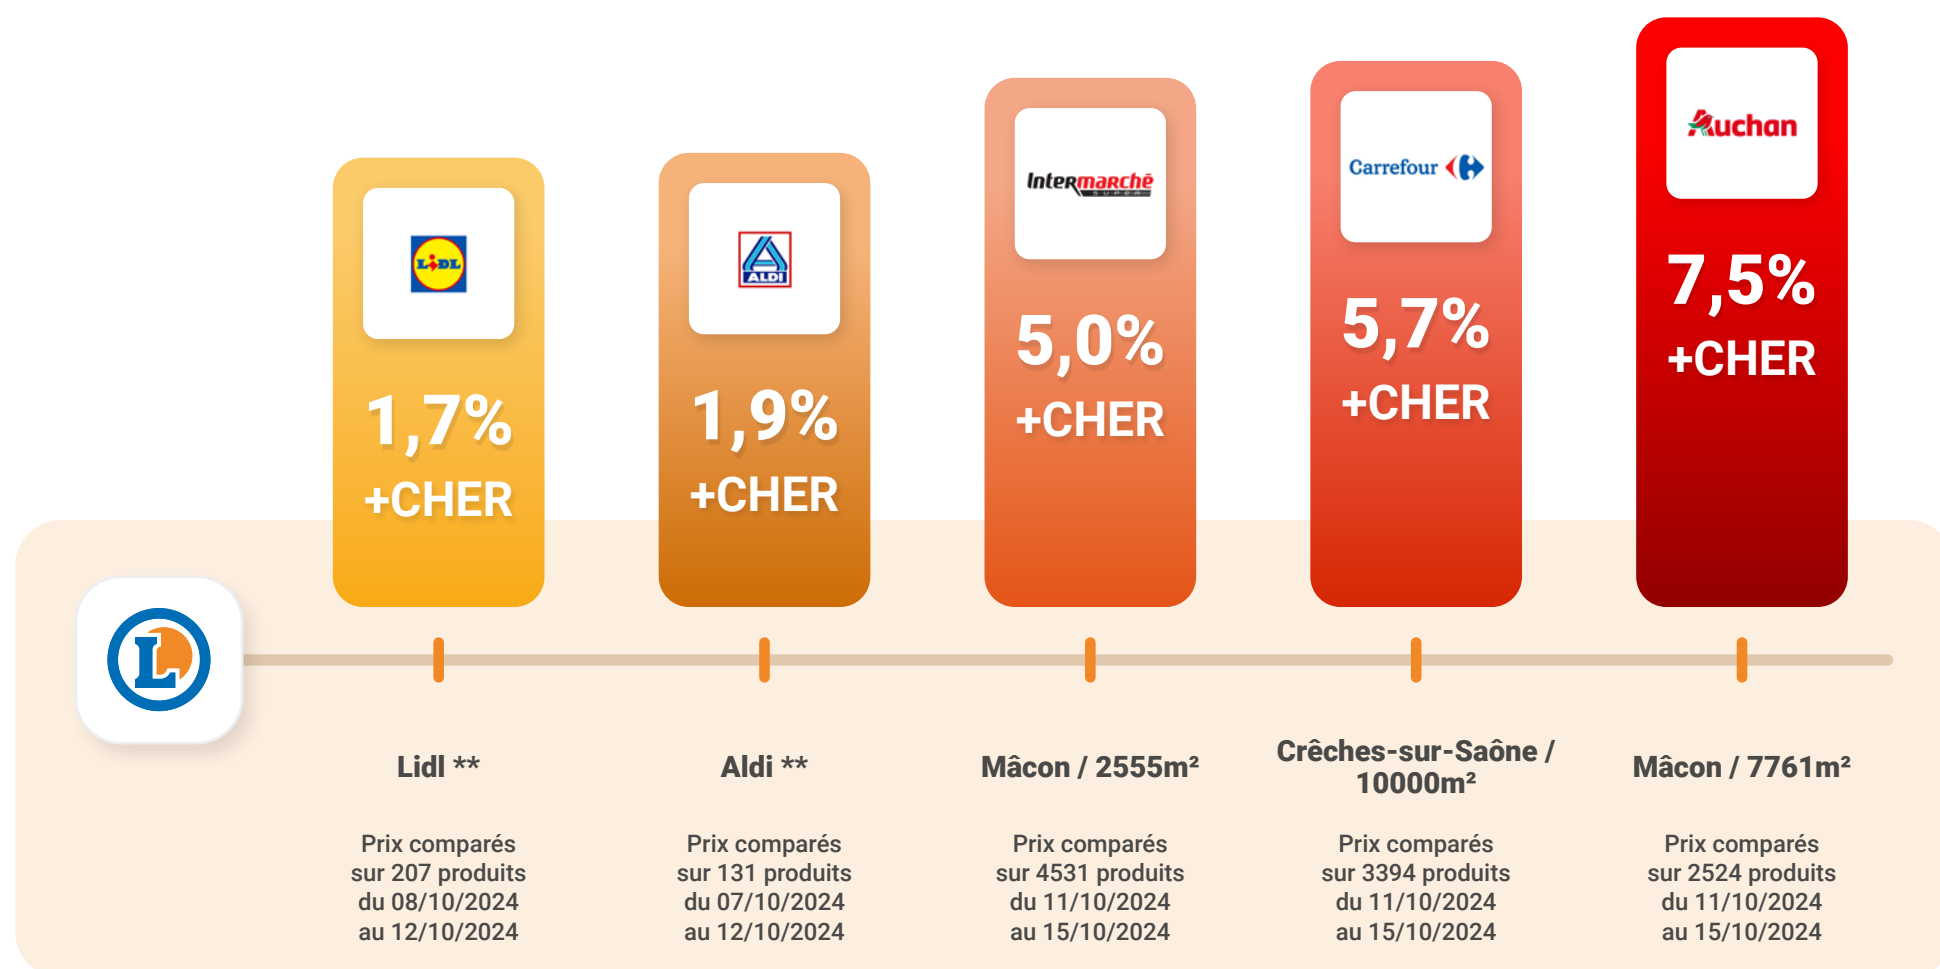 LiDL
1,7%
+CHER
ALDI
1,9%
+CHER
Intermarchē
SUPER
5,0%
+CHER
Carrefour
5,7%
+CHER
Auchan
7,5%
+CHER
L
Lidl **
Prix comparés
sur 207 produits
du 08/10/2024
au 12/10/2024
Aldi **
Prix comparés
sur 131 produits
du 07/10/2024
au 12/10/2024
Mâcon / 2555m²
Prix comparés
sur 4531 produits
du 11/10/2024
au 15/10/2024
Crêches-sur-Saône /
10000m²
Prix comparés
sur 3394 produits
du 11/10/2024
au 15/10/2024
Mâcon / 7761m²
Prix comparés
sur 2524 produits
du 11/10/2024
au 15/10/2024